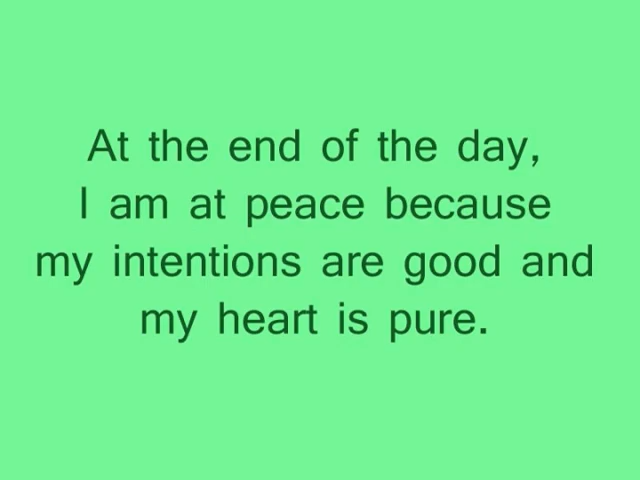 At the end of the day,
I am at peace because
my intentions are good and
my heart is pure.